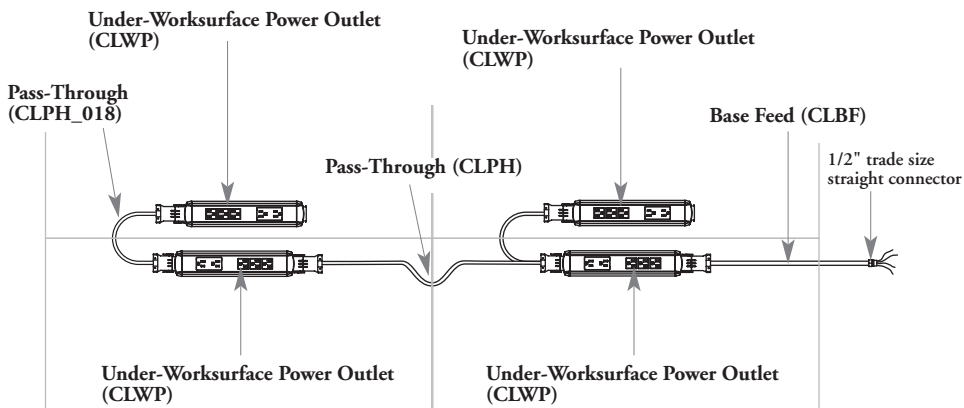 Under-Worksurface Power Outlet
(CLWP)
Under-Worksurface Power Outlet
(CLWP)
Pass-Through
(CLPH_018)
Base Feed (CLBF)
Pass-Through (CLPH)
1/2" trade size
straight connector
Under-Worksurface Power Outlet
(CLWP)
Under-Worksurface Power Outlet
(CLWP)